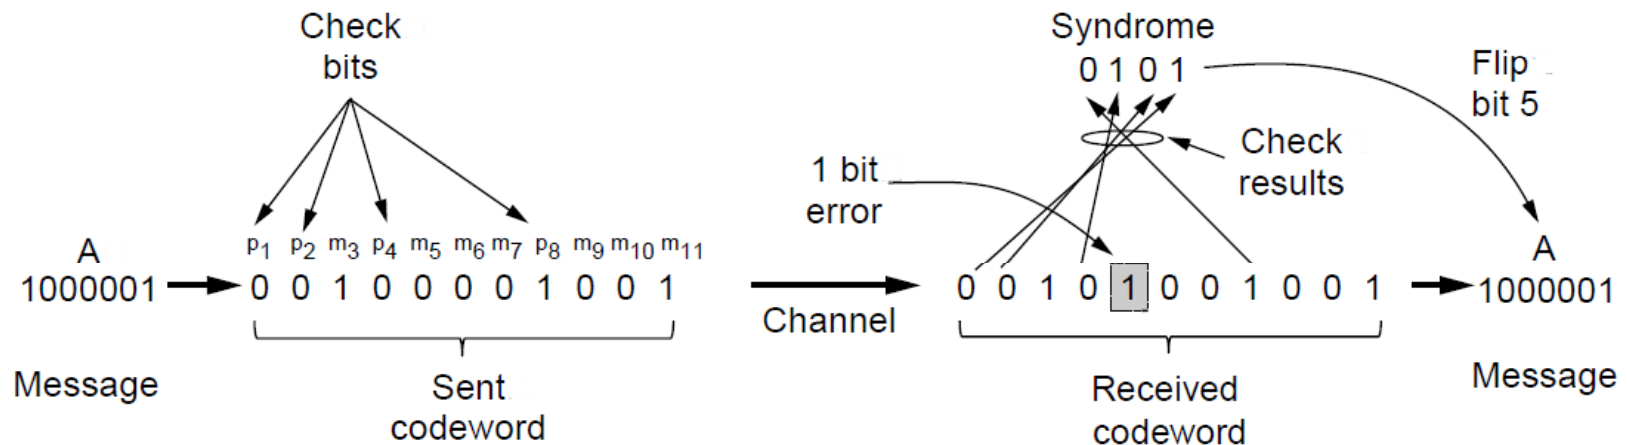 Check
bits
Syndrome
0 1 0 1
Flip
bit 5
Check
results
1 bit
error
A
p1 p2 m3 p4 m5 m6 m7 p8 m9 m10 m11
A
1000001
0 0 1 0 0 0 0 1 0 0 1
0 0 1 0 1 0 0 1 0 0 1
1000001
Channel
Message
Sent
codeword
Received
codeword
Message